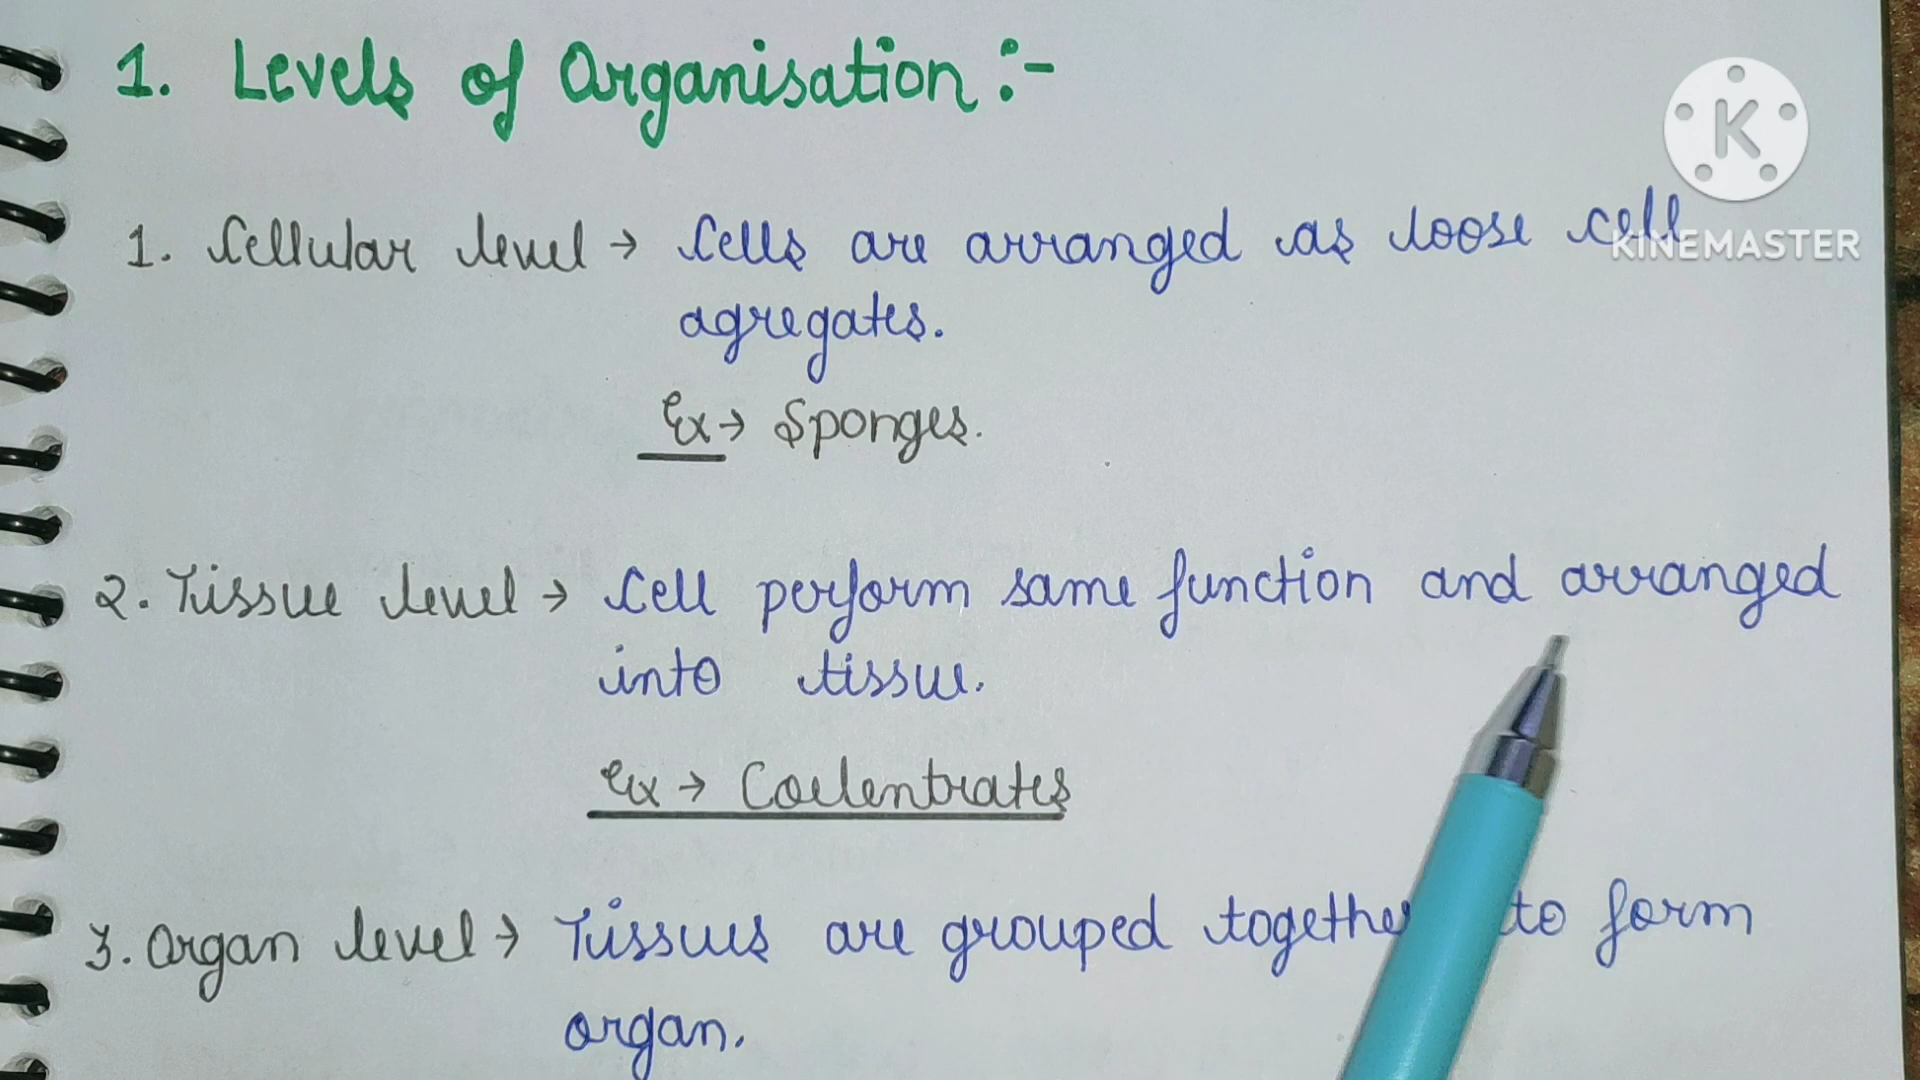 1. Levels of Organisation :-
K
KINEMASTER
1. Cellular level → Cells are arranged as loose cell
agregates.
Ex → Sponges.
2. Tissue level → Cell perform same function and arranged
into tissue.
Ex → Coelentrates
3. Organ level → Tissues are grouped together to form
organ.